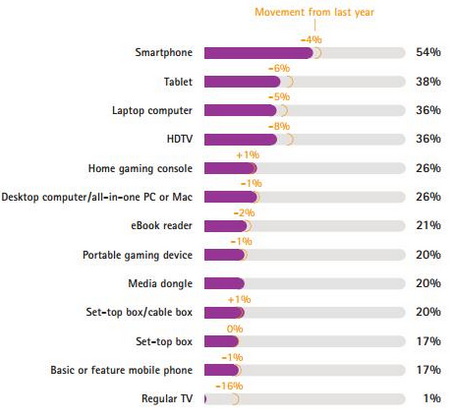 Movement from last year
-4%
Smartphone 54%
-6%
Tablet 38%
-5%
Laptop computer 36%
-8%
HDTV 36%
+1%
Home gaming console 26%
-1%
Desktop computer/all-in-one PC or Mac 26%
-2%
eBook reader 21%
-1%
Portable gaming device 20%
Media dongle 20%
+1%
Set-top box/cable box 20%
0%
Set-top box 17%
-1%
Basic or feature mobile phone 17%
-16%
Regular TV 1%